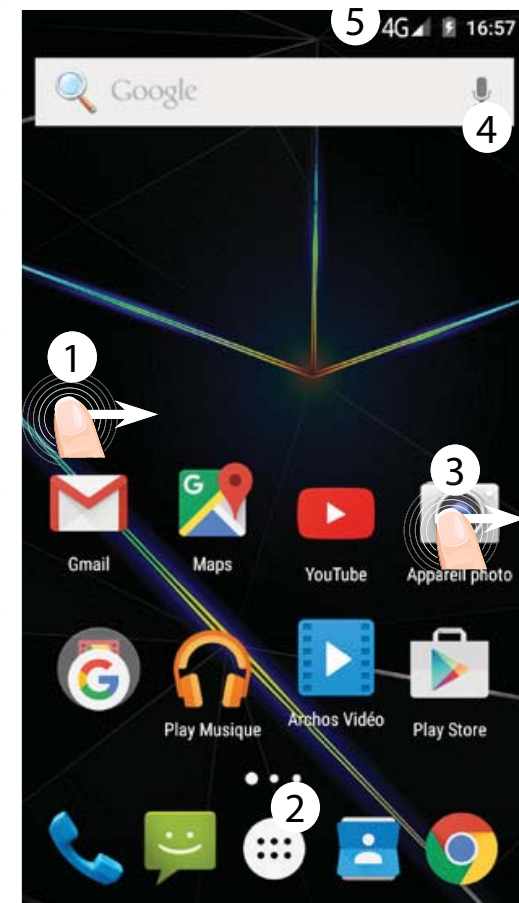 5 4G 16:57
Google
4
1
3
G
Gmail Maps YouTube Appareil photo
G
Play Musique Archos Vidéo Play Store
2